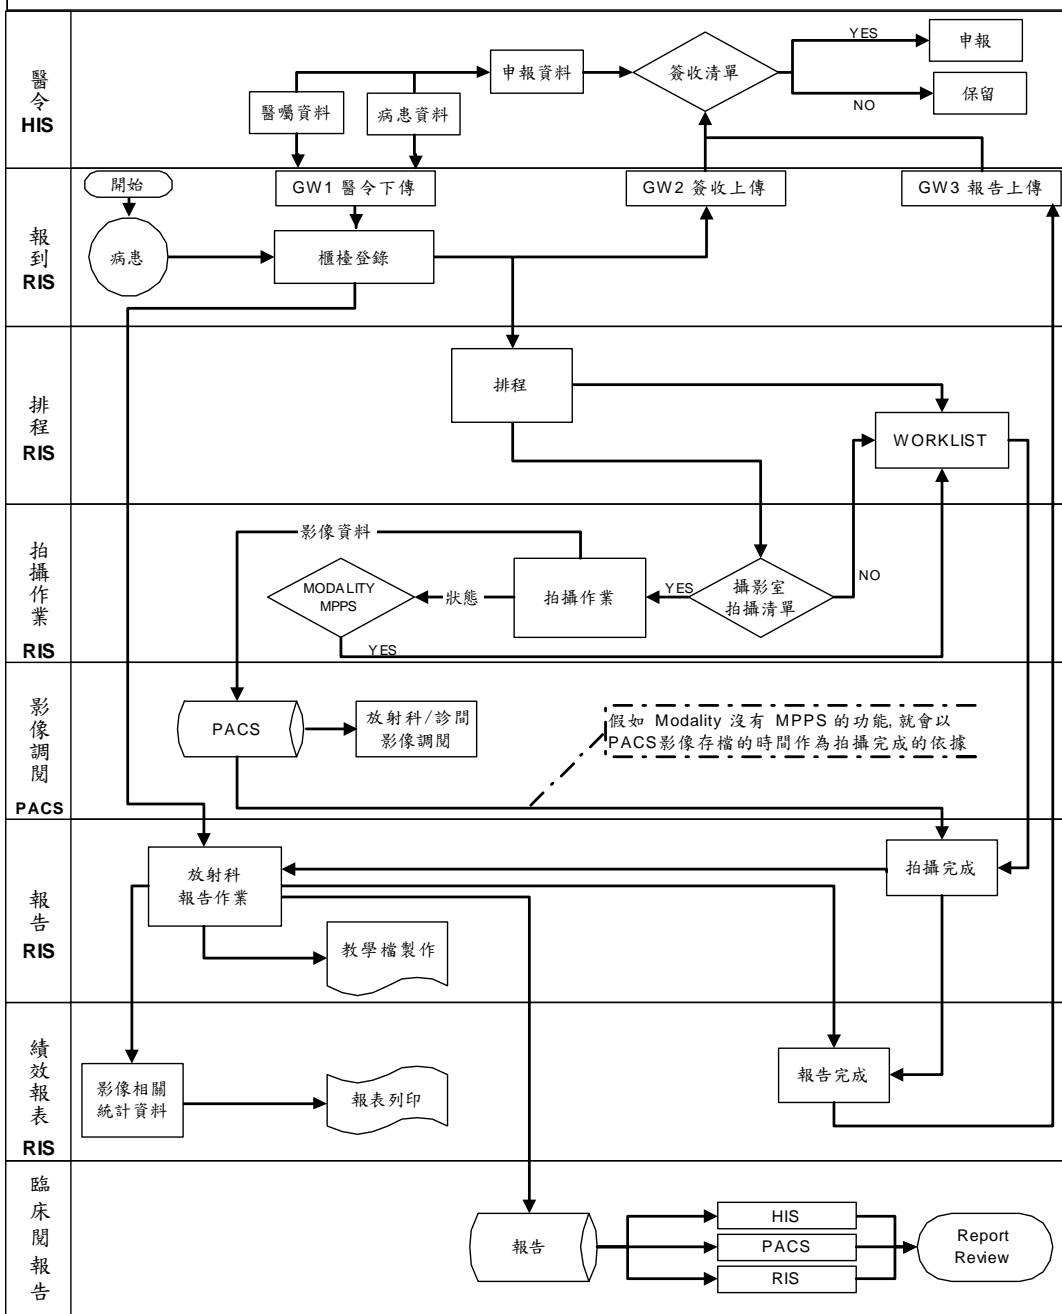 醫令
HIS
申報資料
簽收清單
YES
申報
NO
保留
醫囑資料
病患資料
報到
RIS
開始
GW1 醫令下傳
GW2 簽收上傳
GW3 報告上傳
病患
櫃檯登錄
排程
RIS
排程
WORKLIST
拍攝作業
RIS
影像資料
MODALITY
MPPS
狀態
拍攝作業
YES
攝影室
拍攝清單
NO
YES
影像調閱
PACS
PACS
放射科/診間
影像調閱
假如 Modality 沒有 MPPS 的功能, 就會以
PACS影像存檔的時間作為拍攝完成的依據
報告
RIS
放射科
報告作業
拍攝完成
教學檔製作
績效報表
RIS
影像相關
統計資料
報表列印
報告完成
臨床閱報告
報告
HIS
PACS
RIS
Report
Review